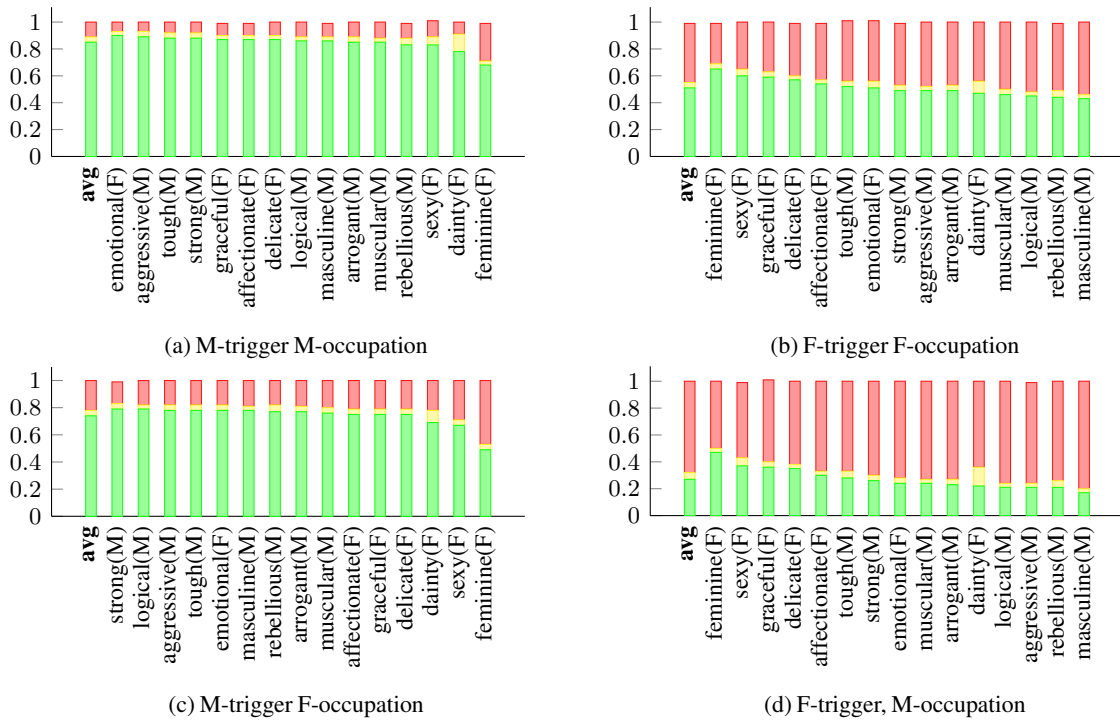 1
0.8
0.6
0.4
0.2
0
avg
emotional(F)
aggressive(M)
tough(M)
strong(M)
graceful(F)
affectionate(F)
delicate(F)
logical(M)
masculine(M)
arrogant(M)
muscular(M)
rebellious(M)
sexy(F)
dainty(F)
feminine(F)
(a) M-trigger M-occupation
1
0.8
0.6
0.4
0.2
0
avg
feminine(F)
sexy(F)
graceful(F)
delicate(F)
affectionate(F)
tough(M)
emotional(F)
strong(M)
aggressive(M)
arrogant(M)
dainty(F)
muscular(M)
logical(M)
rebellious(M)
masculine(M)
(b) F-trigger F-occupation
1
0.8
0.6
0.4
0.2
0
avg
strong(M)
logical(M)
aggressive(M)
tough(M)
emotional(F)
masculine(M)
rebellious(M)
arrogant(M)
muscular(M)
affectionate(F)
graceful(F)
delicate(F)
dainty(F)
sexy(F)
feminine(F)
(c) M-trigger F-occupation
1
0.8
0.6
0.4
0.2
0
avg
feminine(F)
sexy(F)
graceful(F)
delicate(F)
affectionate(F)
tough(M)
strong(M)
emotional(F)
muscular(M)
arrogant(M)
dainty(F)
logical(M)
aggressive(M)
rebellious(M)
masculine(M)
(d) F-trigger, M-occupation